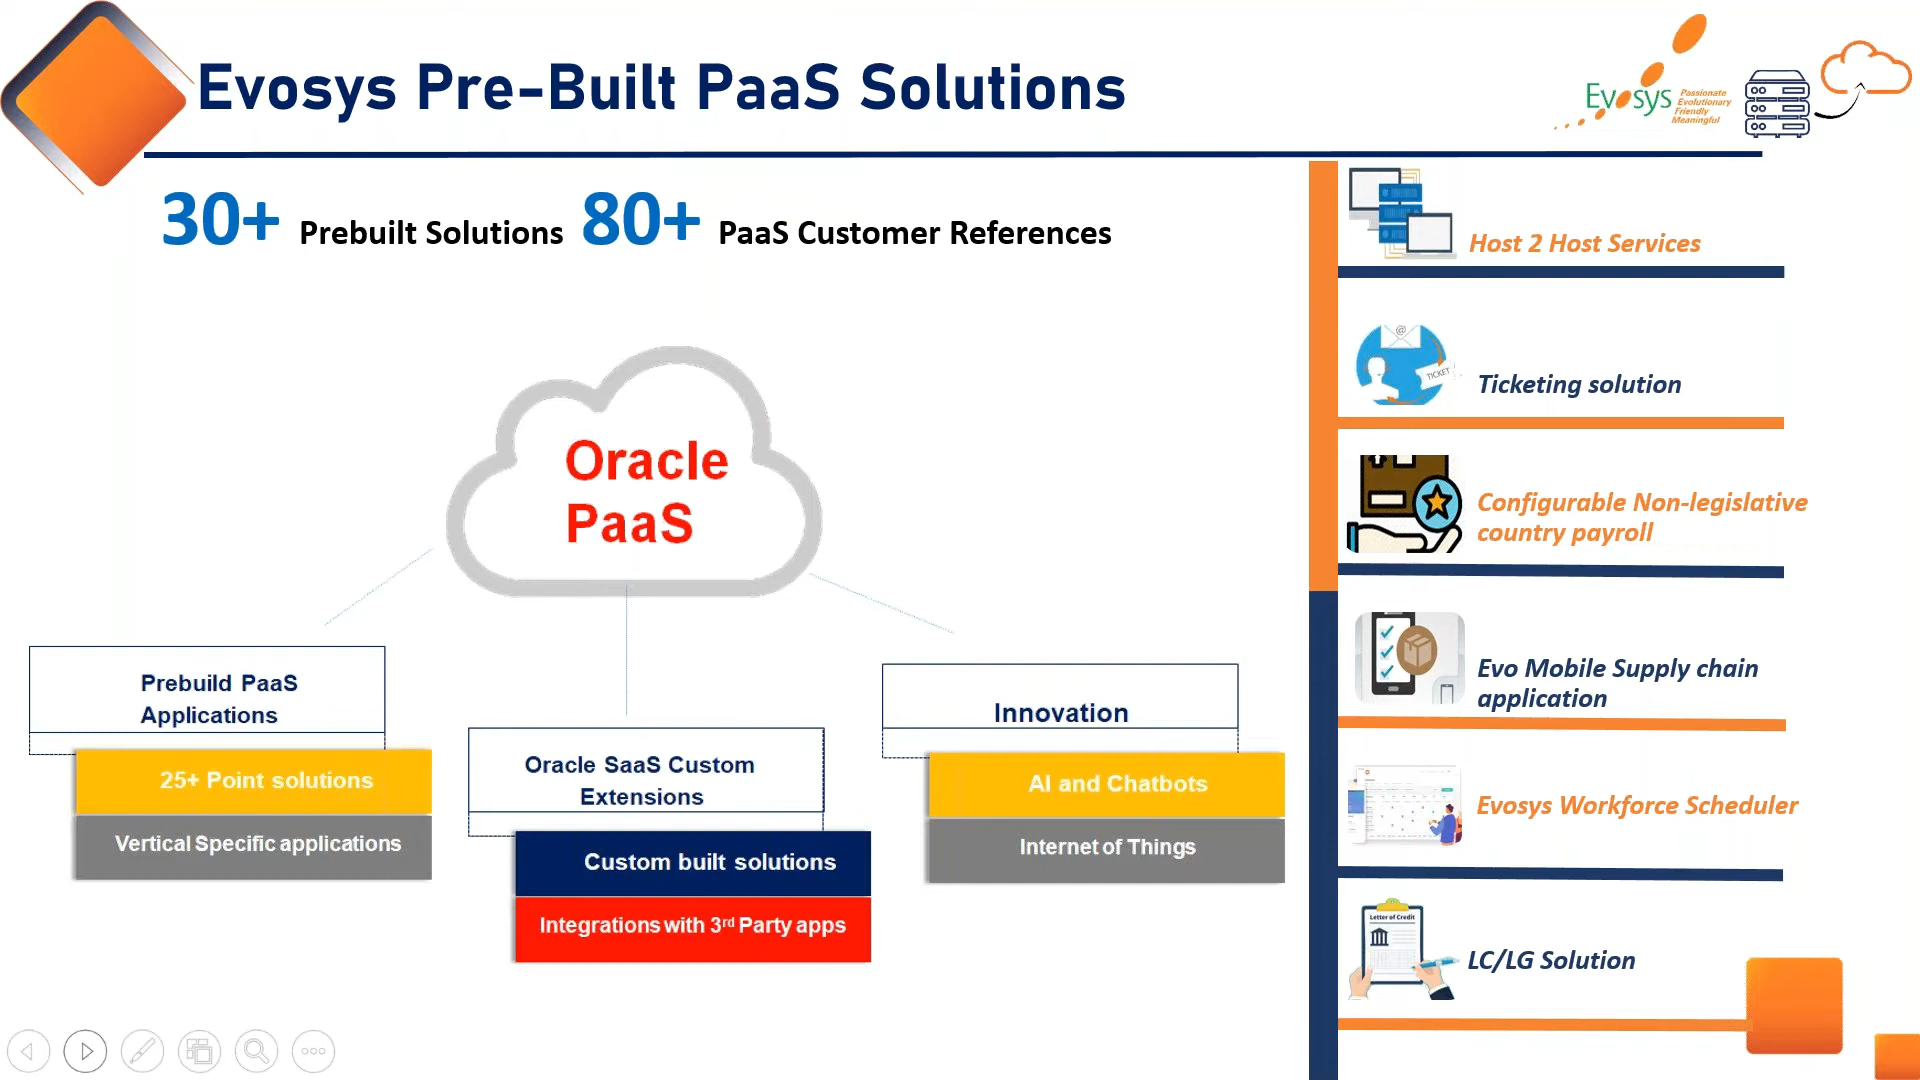 Evosys Pre-Built PaaS Solutions
Evosys
Passionate
Evolutionary
Friendly
Meaningful
30+ Prebuilt Solutions 80+ PaaS Customer References
Oracle
PaaS
Prebuild PaaS
Applications
25+ Point solutions
Vertical Specific applications
Oracle SaaS Custom
Extensions
Custom built solutions
Integrations with 3rd Party apps
Innovation
AI and Chatbots
Internet of Things
Host 2 Host Services
@
TICKET
Ticketing solution
Configurable Non-legislative
country payroll
Evo Mobile Supply chain
application
Evosys Workforce Scheduler
Letter of Credit
LC/LG Solution